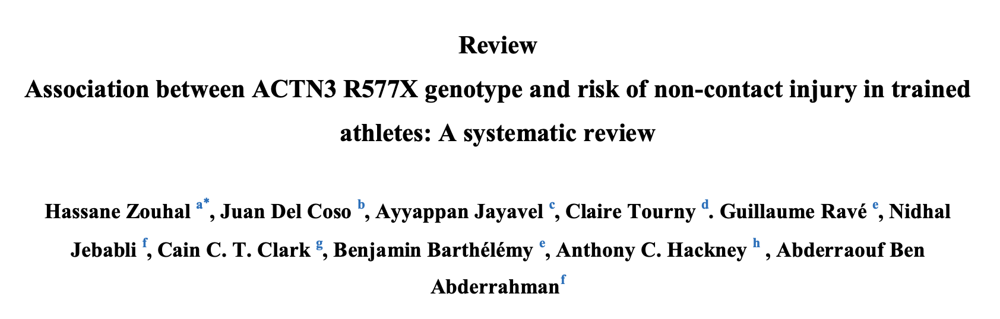 Review
Association between ACTN3 R577X genotype and risk of non-contact injury in trained
athletes: A systematic review
Hassane Zouhal a*, Juan Del Coso b, Ayyappan Jayavel c, Claire Tourny d. Guillaume Ravé e, Nidhal
Jebabli f, Cain C. T. Clark g, Benjamin Barthélémy e, Anthony C. Hackney h , Abderraouf Ben
Abderrahman f